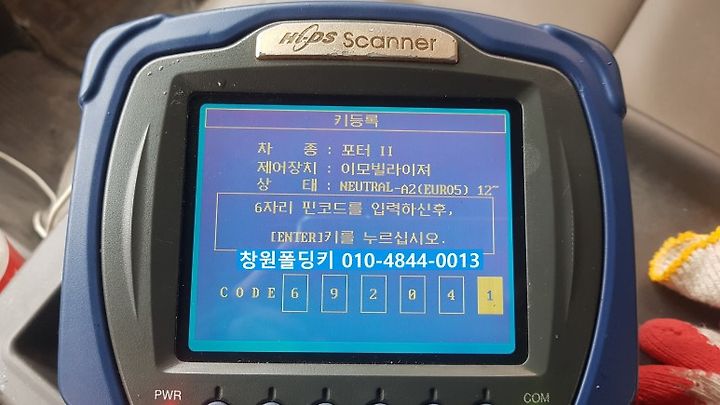 Hi-DS Scanner
키등록
차 종 : 포터 II
제어장치 : 이모빌라이저
상 태 : NEUTRAL-A2(EURO5) 12~
6자리 핀코드를 입력하신후,
[ENTER]키를 누르십시오.
창원폴딩키 010-4844-0013
CODE 6 9 2 0 4 1
PWR COM